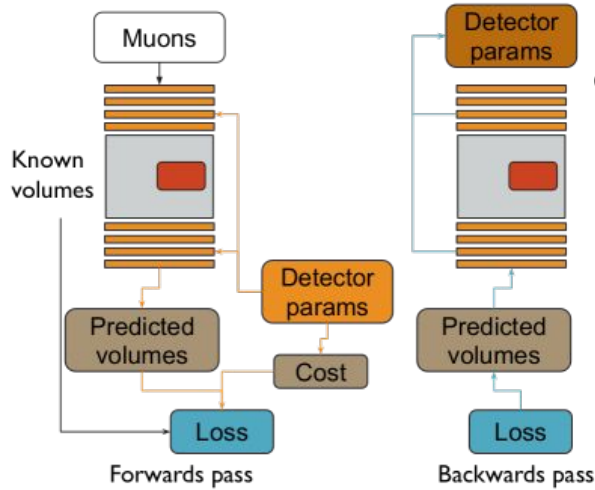 Muons
Known
volumes
Detector
params
Predicted
volumes
Cost
Loss
Forwards pass
Detector
params
Predicted
volumes
Loss
Backwards pass